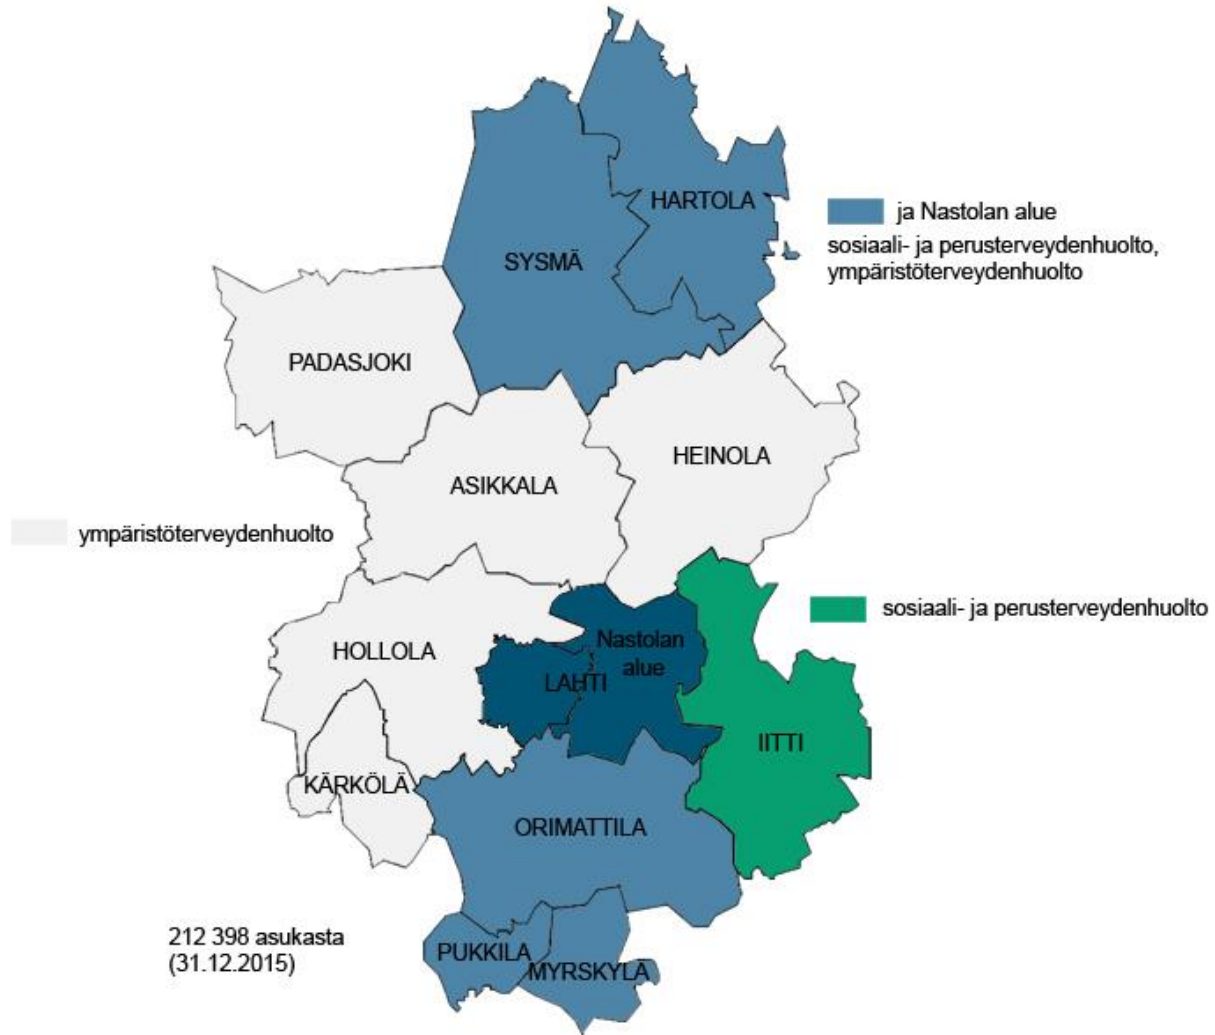 HARTOLA
ja Nastolan alue
sosiaali- ja perusterveydenhuolto,
ympäristöterveydenhuolto
SYSMÄ
PADASJOKI
HEINOLA
ASIKKALA
ympäristöterveydenhuolto
sosiaali- ja perusterveydenhuolto
HOLLOLA
Nastolan
alue
LAHTI
IITTI
KÄRKÖLÄ
ORIMATTILA
212 398 asukasta
(31.12.2015)
PUKKILA
MYRSKYLÄ